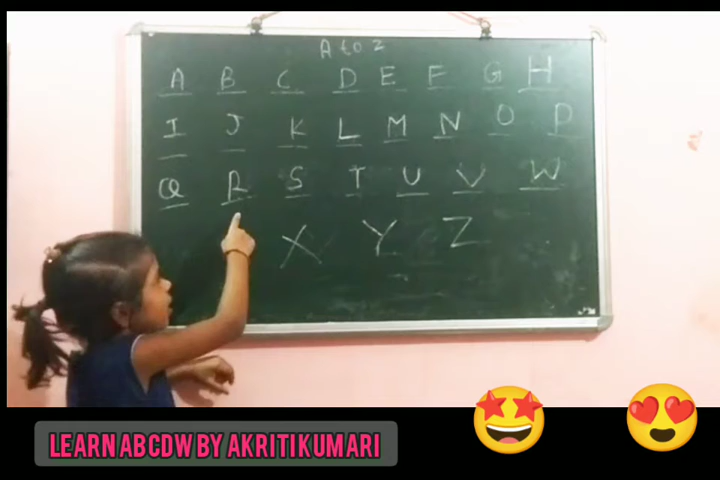 A to Z
A B C D E F G H
I J K L M N O P
Q R S T U V W
X Y Z
LEARN ABCDW BY AKRITIKUMARI